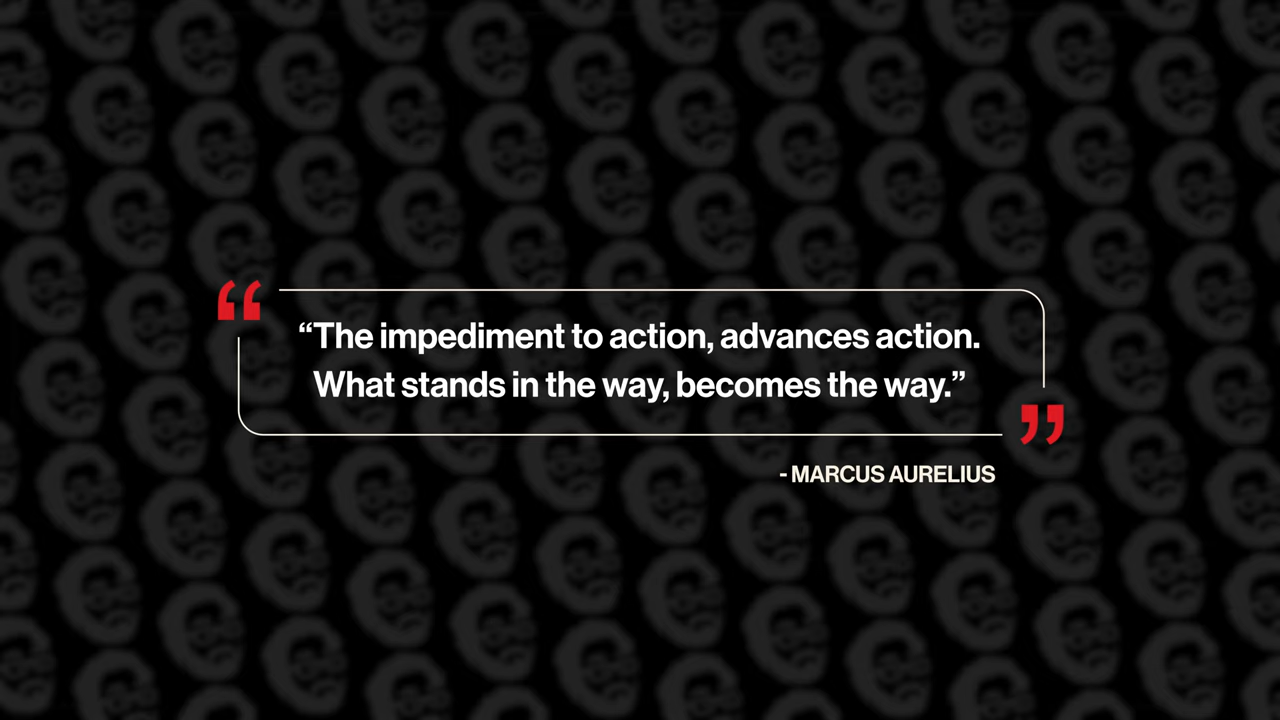 “The impediment to action, advances action.
What stands in the way, becomes the way.”
- MARCUS AURELIUS